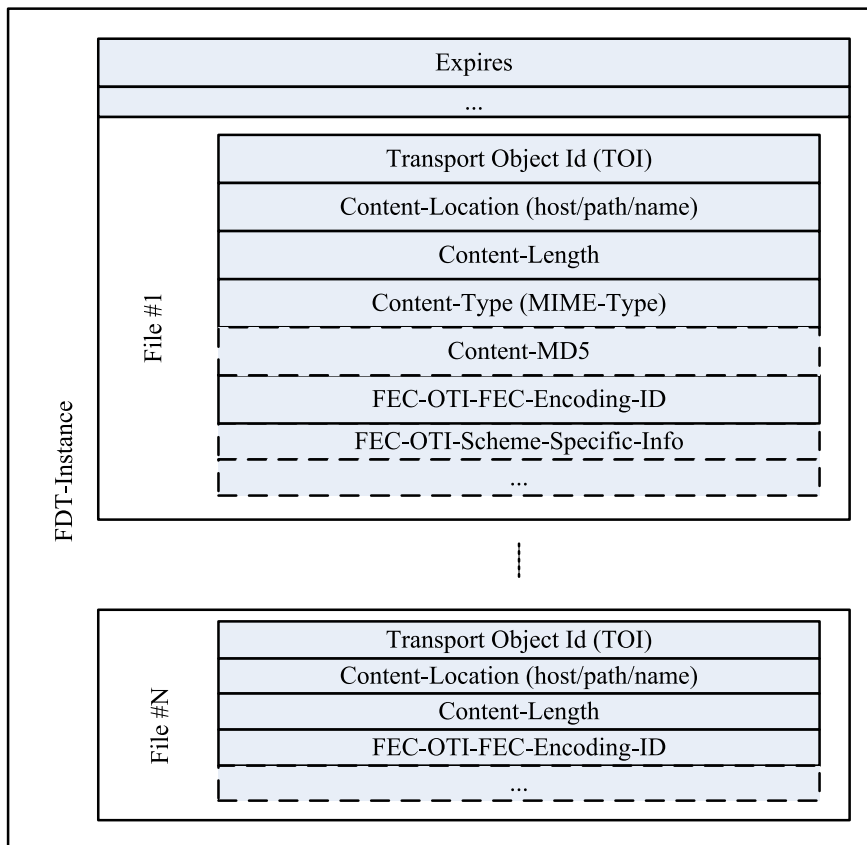 Expires
...
FDT-Instance
File #1
Transport Object Id (TOI)
Content-Location (host/path/name)
Content-Length
Content-Type (MIME-Type)
Content-MD5
FEC-OTI-FEC-Encoding-ID
FEC-OTI-Scheme-Specific-Info
...
File #N
Transport Object Id (TOI)
Content-Location (host/path/name)
Content-Length
FEC-OTI-FEC-Encoding-ID
...